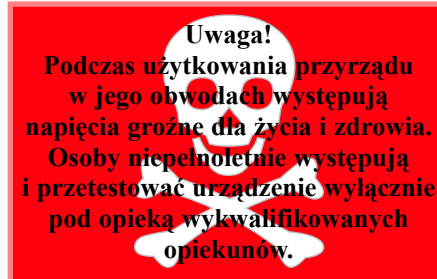 Uwaga!
Podczas użytkowania przyrządu
w jego obwodach występują
napięcia groźne dla życia i zdrowia.
Osoby niepełnoletnie występują
i przetestować urządzenie wyłącznie
pod opieką wykwalifikowanych
opiekunów.